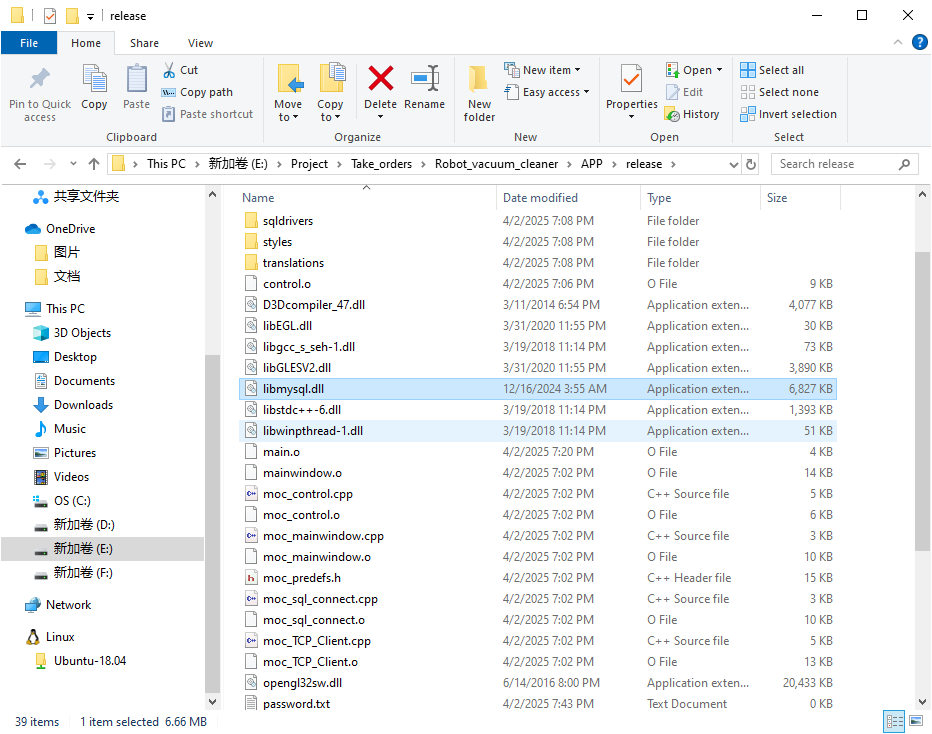 release
File Home Share View
Pin to Quick access
Copy
Paste
Cut
Copy path
Paste shortcut
Clipboard
Move to
Copy to
Delete
Rename
Organize
New folder
New item
Easy access
New
Properties
Open
Edit
History
Open
Select all
Select none
Invert selection
Select
This PC > 新加卷 (E:) > Project > Take_orders > Robot_vacuum_cleaner > APP > release >
Search release
共享文件夹
OneDrive
图片
文档
This PC
3D Objects
Desktop
Documents
Downloads
Music
Pictures
Videos
OS (C:)
新加卷 (D:)
新加卷 (E:)
新加卷 (F:)
Network
Linux
Ubuntu-18.04
Name Date modified Type Size
sqldrivers 4/2/2025 7:08 PM File folder
styles 4/2/2025 7:08 PM File folder
translations 4/2/2025 7:08 PM File folder
control.o 4/2/2025 7:06 PM O File 9 KB
D3Dcompiler_47.dll 3/11/2014 6:54 PM Application exten... 4,077 KB
libEGL.dll 3/31/2020 11:55 PM Application exten... 30 KB
libgcc_s_seh-1.dll 3/19/2018 11:14 PM Application exten... 73 KB
libGLESV2.dll 3/31/2020 11:55 PM Application exten... 3,890 KB
libmysql.dll 12/16/2024 3:55 AM Application exten... 6,827 KB
libstdc++-6.dll 3/19/2018 11:14 PM Application exten... 1,393 KB
libwinpthread-1.dll 3/19/2018 11:14 PM Application exten... 51 KB
main.o 4/2/2025 7:20 PM O File 4 KB
mainwindow.o 4/2/2025 7:02 PM O File 14 KB
moc_control.cpp 4/2/2025 7:02 PM C++ Source file 5 KB
moc_control.o 4/2/2025 7:02 PM O File 6 KB
moc_mainwindow.cpp 4/2/2025 7:02 PM C++ Source file 3 KB
moc_mainwindow.o 4/2/2025 7:02 PM O File 10 KB
moc_predefs.h 4/2/2025 7:02 PM C++ Header file 15 KB
moc_sql_connect.cpp 4/2/2025 7:02 PM C++ Source file 3 KB
moc_sql_connect.o 4/2/2025 7:02 PM O File 10 KB
moc_TCP_Client.cpp 4/2/2025 7:02 PM C++ Source file 5 KB
moc_TCP_Client.o 4/2/2025 7:02 PM O File 13 KB
opengl32sw.dll 6/14/2016 8:00 PM Application exten... 20,433 KB
password.txt 4/2/2025 7:43 PM Text Document 0 KB
39 items 1 item selected 6.66 MB